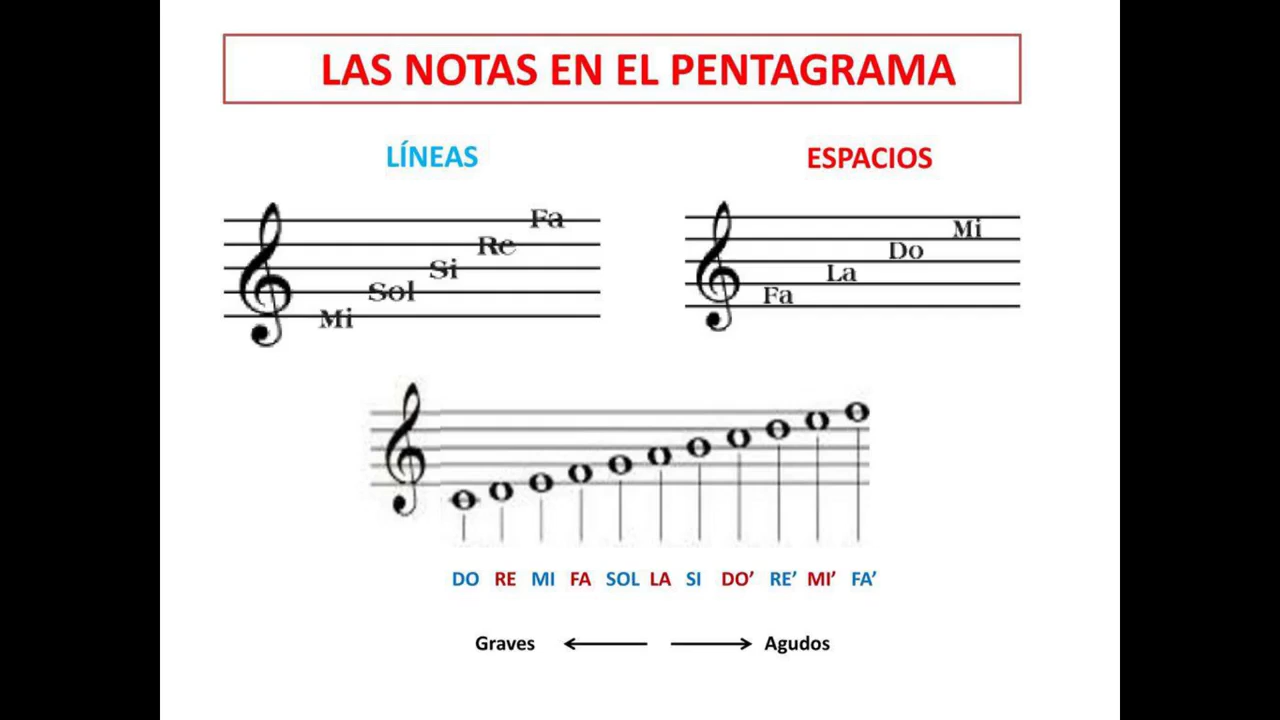 LAS NOTAS EN EL PENTAGRAMA
LÍNEAS
Fa
Re
Si
Sol
Mi
ESPACIOS
Mi
Do
La
Fa
DO RE MI FA SOL LA SI DO’ RE’ MI’ FA’
Graves Agudos